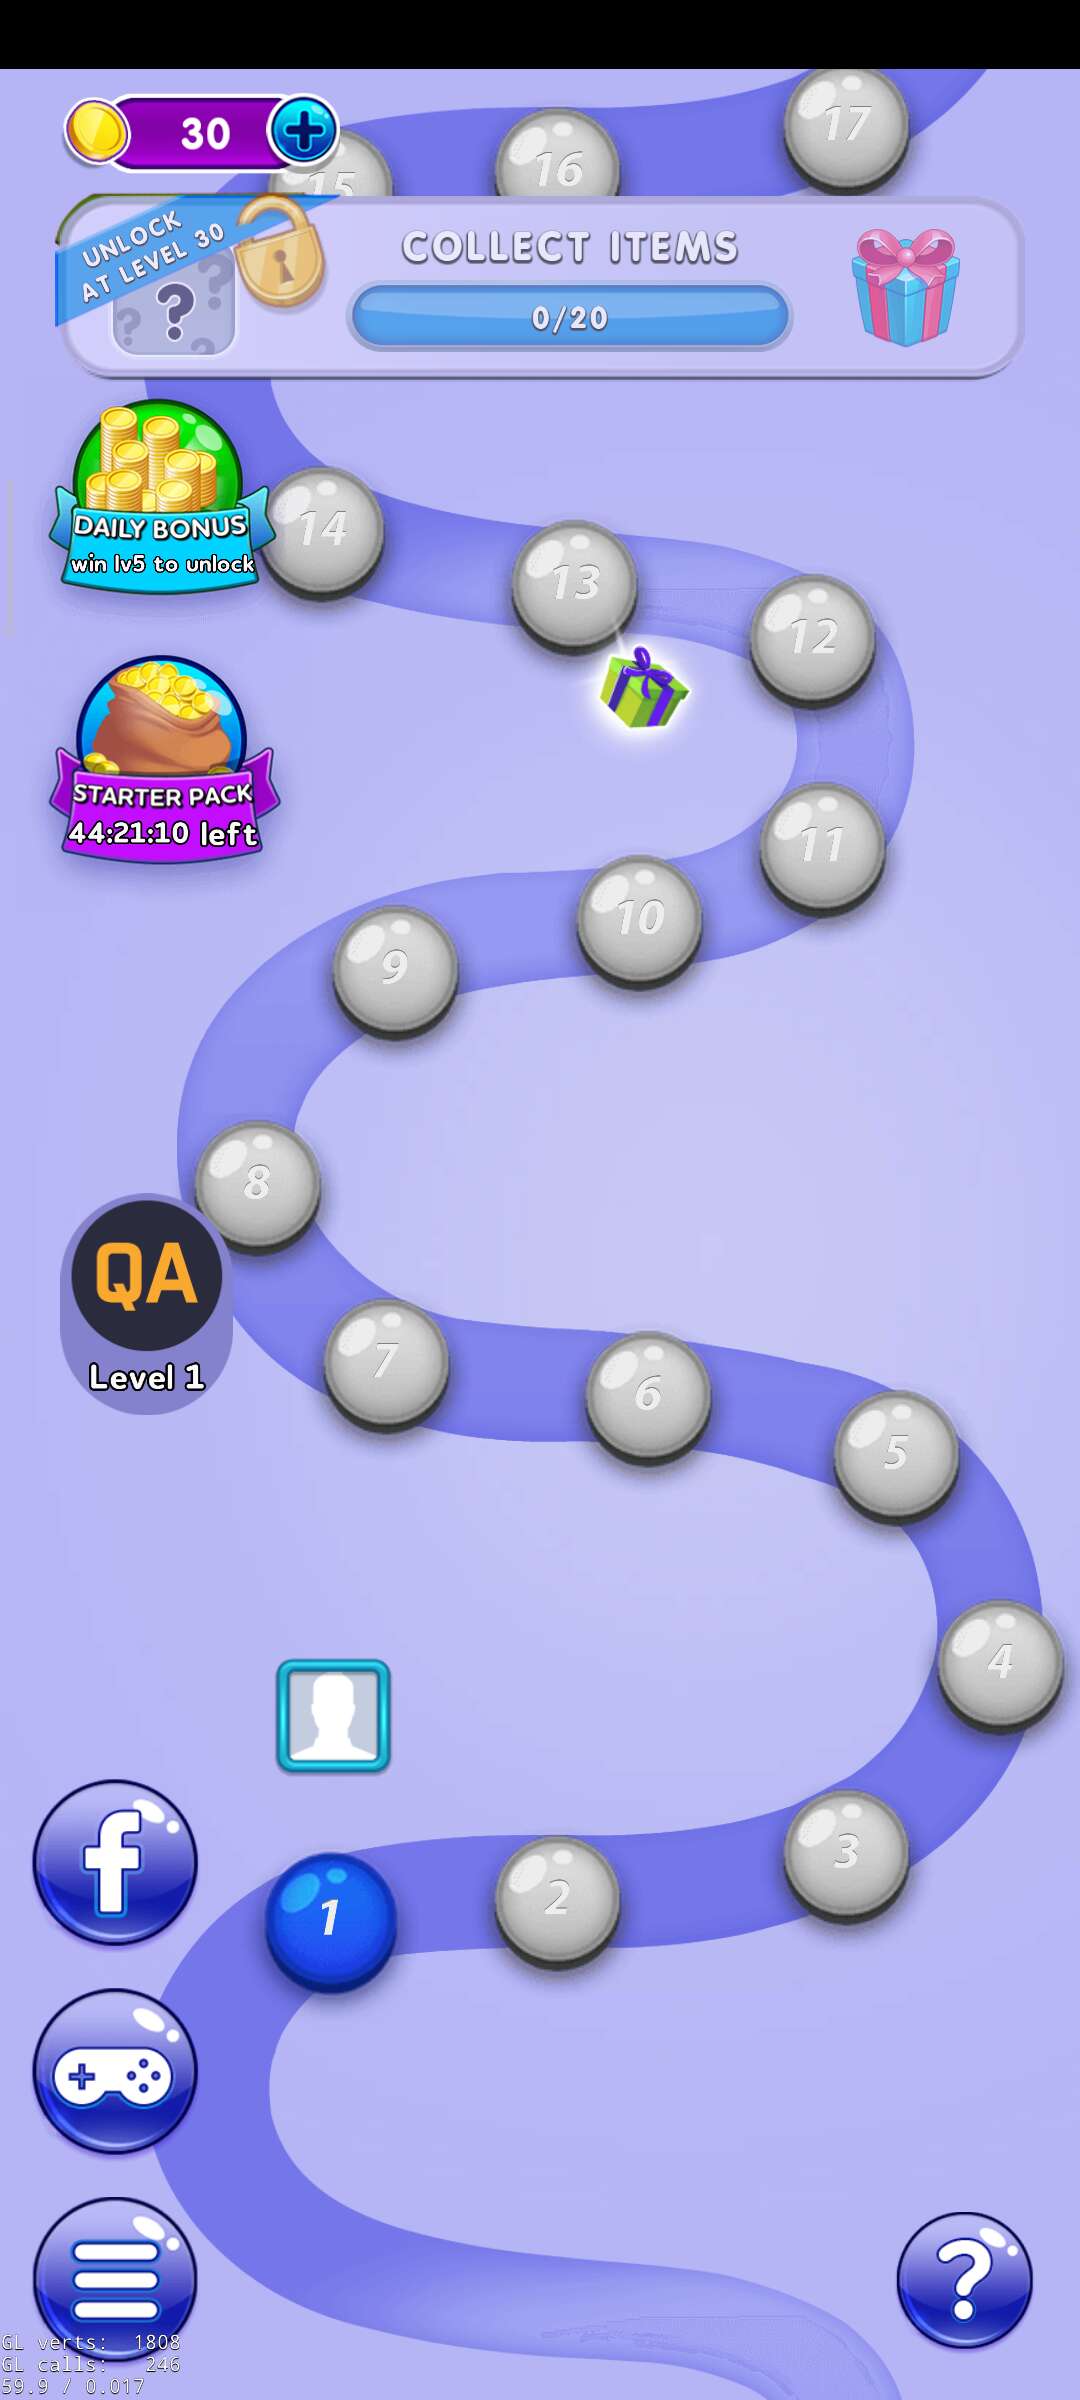 30
17
16
15
UNLOCK
AT LEVEL 30
COLLECT ITEMS
?
0/20
DAILY BONUS
win lv5 to unlock
14
13
12
STARTER PACK
44:21:10 left
11
10
9
8
QA
Level 1
7
6
5
4
f
3
2
1
?
GL verts: 1808
GL calls: 246
59.9 / 0.017